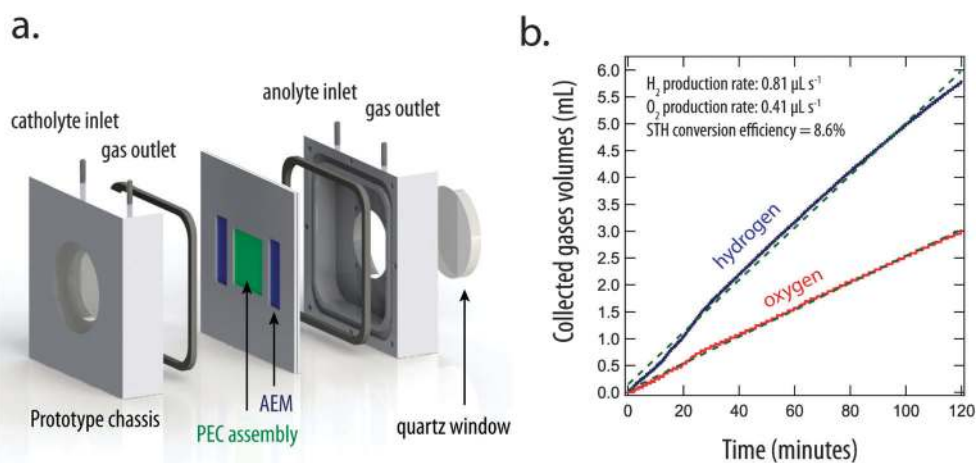 a.
catholyte inlet
gas outlet
anolyte inlet
gas outlet
Prototype chassis
PEC assembly
AEM
quartz window
b.
H₂ production rate: 0.81 µL s⁻¹
O₂ production rate: 0.41 µL s⁻¹
STH conversion efficiency = 8.6%
hydrogen
oxygen
Collected gases volumes (mL)
6.0
5.5
5.0
4.5
4.0
3.5
3.0
2.5
2.0
1.5
1.0
0.5
0.0
0 20 40 60 80 100 120
Time (minutes)